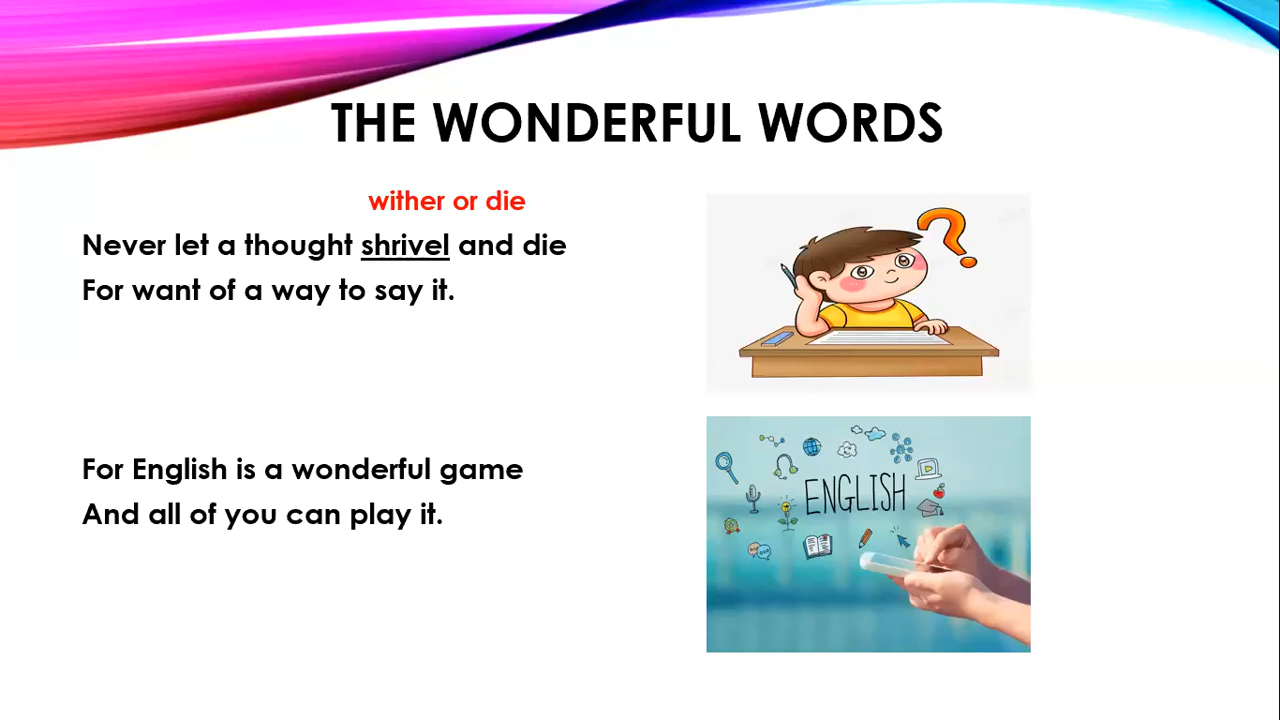 THE WONDERFUL WORDS
wither or die
Never let a thought shrivel and die
For want of a way to say it.
For English is a wonderful game
And all of you can play it.
ENGLISH